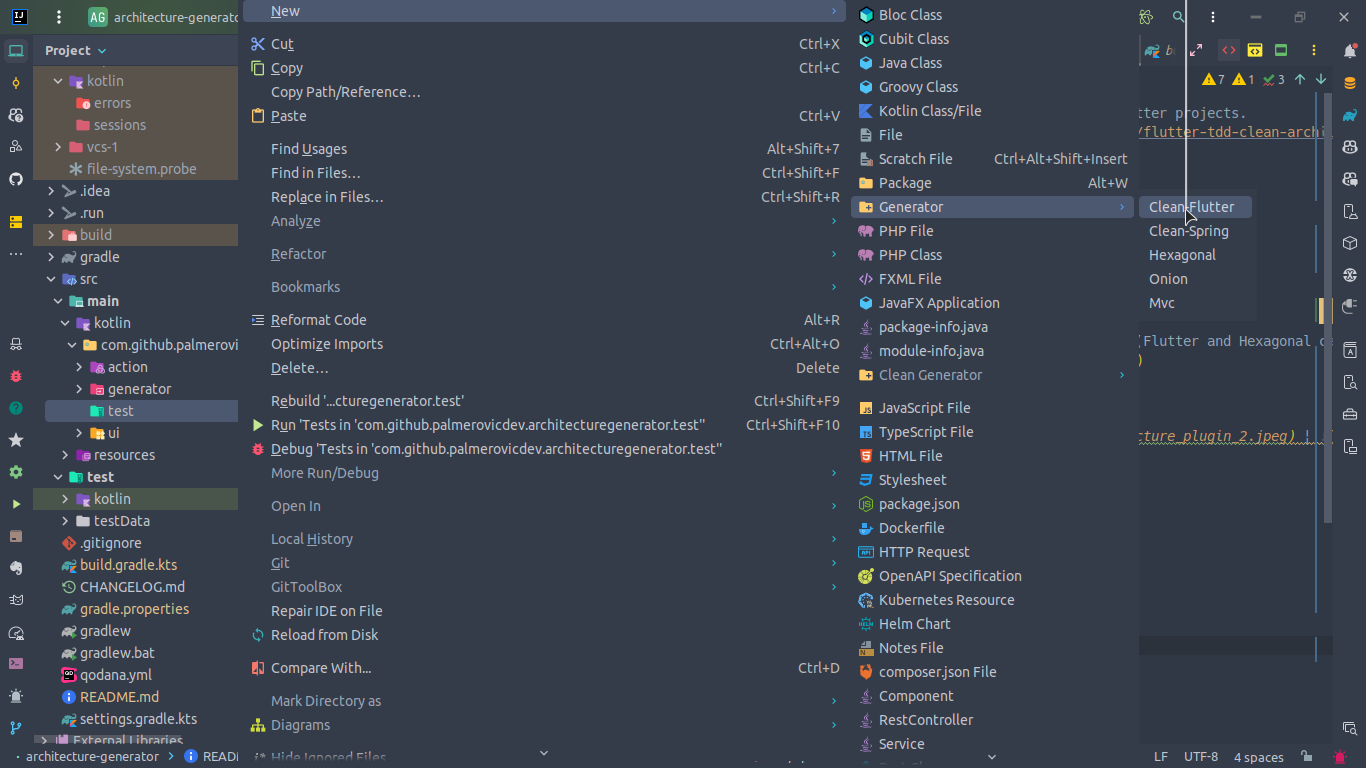 AG architecture-generato
Project
kotlin
errors
sessions
vcs-1
file-system.probe
.idea
.run
build
gradle
src
main
kotlin
com.github.palmerovi
action
generator
test
ui
resources
test
kotlin
testData
.gitignore
build.gradle.kts
CHANGELOG.md
gradle.properties
gradlew
gradlew.bat
qodana.yml
README.md
settings.gradle.kts
External Libraries
architecture-generator > READ
New
Cut Ctrl+X
Copy Ctrl+C
Copy Path/Reference…
Paste Ctrl+V
Find Usages Alt+Shift+7
Find in Files… Ctrl+Shift+F
Replace in Files… Ctrl+Shift+R
Analyze
Refactor
Bookmarks
Reformat Code Alt+R
Optimize Imports Ctrl+Alt+O
Delete… Delete
Rebuild '...cturegenerator.test' Ctrl+Shift+F9
Run 'Tests in 'com.github.palmerovicdev.architecturegenerator.test'' Ctrl+Shift+F10
Debug 'Tests in 'com.github.palmerovicdev.architecturegenerator.test''
More Run/Debug
Open In
Local History
Git
GitToolBox
Repair IDE on File
Reload from Disk
Compare With... Ctrl+D
Mark Directory as
Diagrams
Hide Ignored Files
Bloc Class
Cubit Class
Java Class
Groovy Class
Kotlin Class/File
File
Scratch File Ctrl+Alt+Shift+Insert
Package Alt+W
Generator
PHP File
PHP Class
FXML File
JavaFX Application
package-info.java
module-info.java
Clean Generator
JavaScript File
TypeScript File
HTML File
Stylesheet
package.json
Dockerfile
HTTP Request
OpenAPI Specification
Kubernetes Resource
Helm Chart
Notes File
composer.json File
Component
RestController
Service
Clean-Flutter
Clean-Spring
Hexagonal
Onion
Mvc
7 1 3
tter projects.
/flutter-tdd-clean-archi
(Flutter and Hexagonal c
)
cture_plugin_2.jpeg) |
LF UTF-8 4 spaces